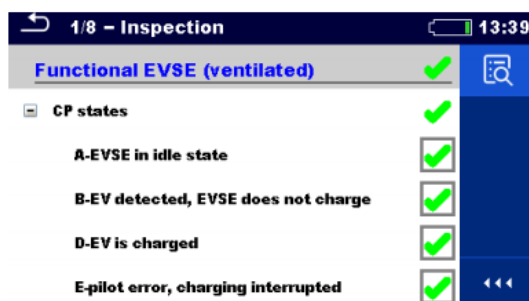 1/8 – Inspection
13:39
Functional EVSE (ventilated)
CP states
A-EVSE in idle state
B-EV detected, EVSE does not charge
D-EV is charged
E-pilot error, charging interrupted